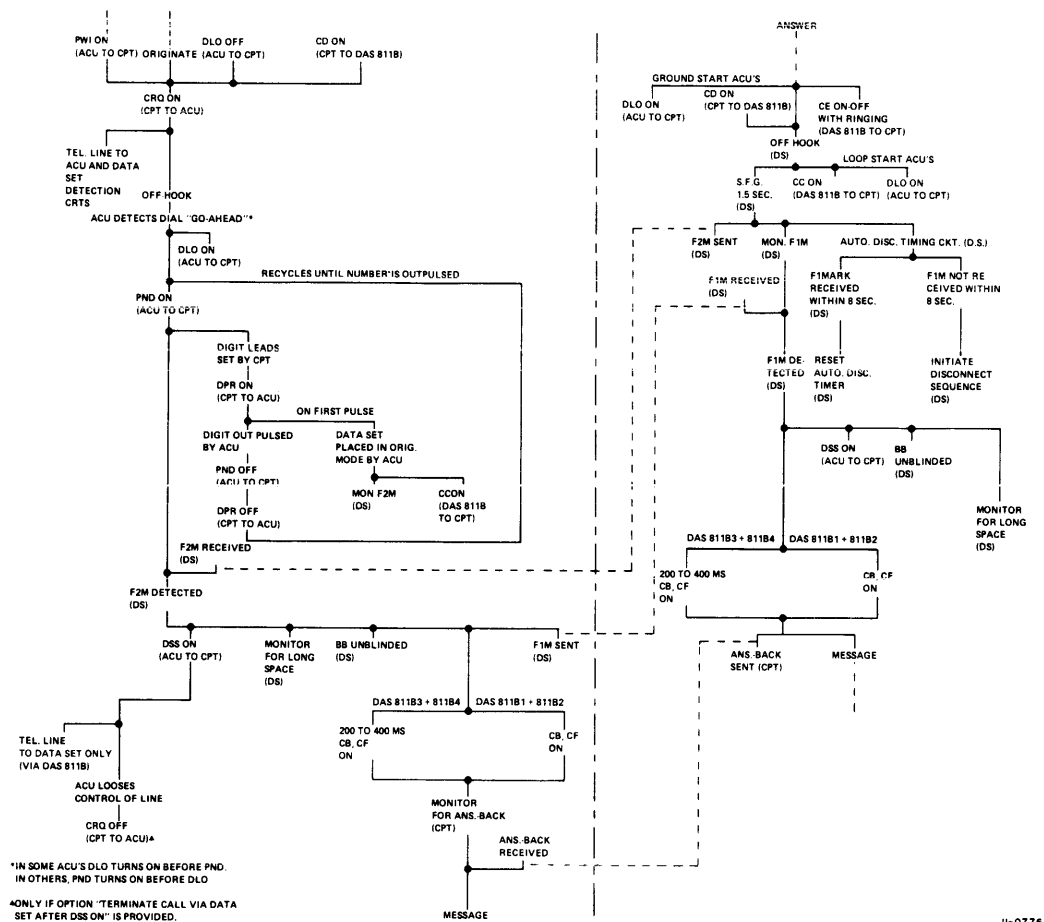 PWI ON
(ACU TO CPT)
ORIGINATE
DLO OFF
(ACU TO CPT)
CD ON
(CPT TO DAS 811B)
CRQ ON
(CPT TO ACU)
TEL. LINE TO
ACU AND DATA
SET
DETECTION
CRTS
OFF-HOOK
ACU DETECTS DIAL "GO-AHEAD"*
DLO ON
(ACU TO CPT)
RECYCLES UNTIL NUMBER IS OUTPULSED
PND ON
(ACU TO CPT)
DIGIT LEADS
SET BY CPT
DPR ON
(CPT TO ACU)
ON FIRST PULSE
DIGIT OUT PULSED
BY ACU
DATA SET
PLACED IN ORIG.
MODE BY ACU
PND OFF
(ACU TO CPT)
MON F2M
(DS)
CCON
(DAS 811B
TO CPT)
DPR OFF
(CPT TO ACU)
F2M RECEIVED
(DS)
F2M DETECTED
(DS)
DSS ON
(ACU TO CPT)
MONITOR
FOR LONG
SPACE
(DS)
BB UNBLINDED
(DS)
F1M SENT
(DS)
DAS 811B3 + 811B4
DAS 811B1 + 811B2
200 TO 400 MS
CB, CF
ON
CB, CF
ON
TEL. LINE
TO DATA SET ONLY
(VIA DAS 811B)
ACU LOOSES
CONTROL OF LINE
CRQ OFF
(CPT TO ACU)▵
MONITOR
FOR ANS.-BACK
(CPT)
ANS.-BACK
RECEIVED
MESSAGE
*IN SOME ACU'S DLO TURNS ON BEFORE PND.
IN OTHERS, PND TURNS ON BEFORE DLO
▵ONLY IF OPTION "TERMINATE CALL VIA DATA
SET AFTER DSS ON" IS PROVIDED.
ANSWER
GROUND START ACU'S
DLO ON
(ACU TO CPT)
CD ON
(CPT TO DAS 811B)
CE ON-OFF
WITH RINGING
(DAS 811B TO CPT)
OFF HOOK
(DS)
LOOP START ACU'S
S.F.G.
1.5 SEC.
(DS)
CC ON
(DAS 811B TO CPT)
DLO ON
(ACU TO CPT)
F2M SENT
(DS)
MON. F1M
(DS)
AUTO. DISC. TIMING CKT. (D.S.)
F1M RECEIVED
(DS)
F1MARK
RECEIVED
WITHIN 8 SEC.
(DS)
F1M NOT RE
CEIVED WITHIN
8 SEC.
F1M DE-
TECTED
(DS)
RESET
AUTO. DISC.
TIMER
(DS)
INITIATE
DISCONNECT
SEQUENCE
(DS)
DSS ON
(ACU TO CPT)
BB
UNBLINDED
(DS)
MONITOR
FOR LONG
SPACE
(DS)
DAS 811B3 + 811B4
DAS 811B1 + 811B2
200 TO 400 MS
CB, CF
ON
CB, CF
ON
ANS.-BACK
SENT (CPT)
MESSAGE